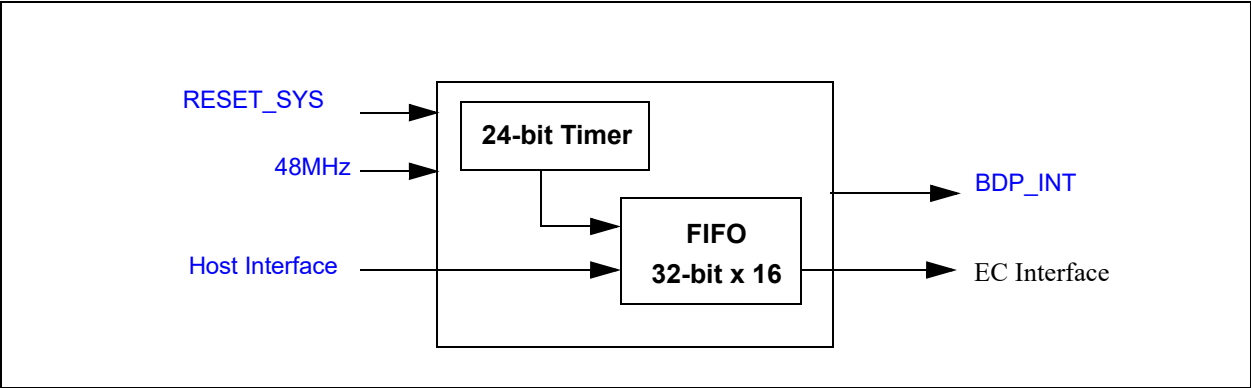 RESET_SYS
24-bit Timer
48MHz
BDP_INT
FIFO
32-bit x 16
Host Interface
EC Interface